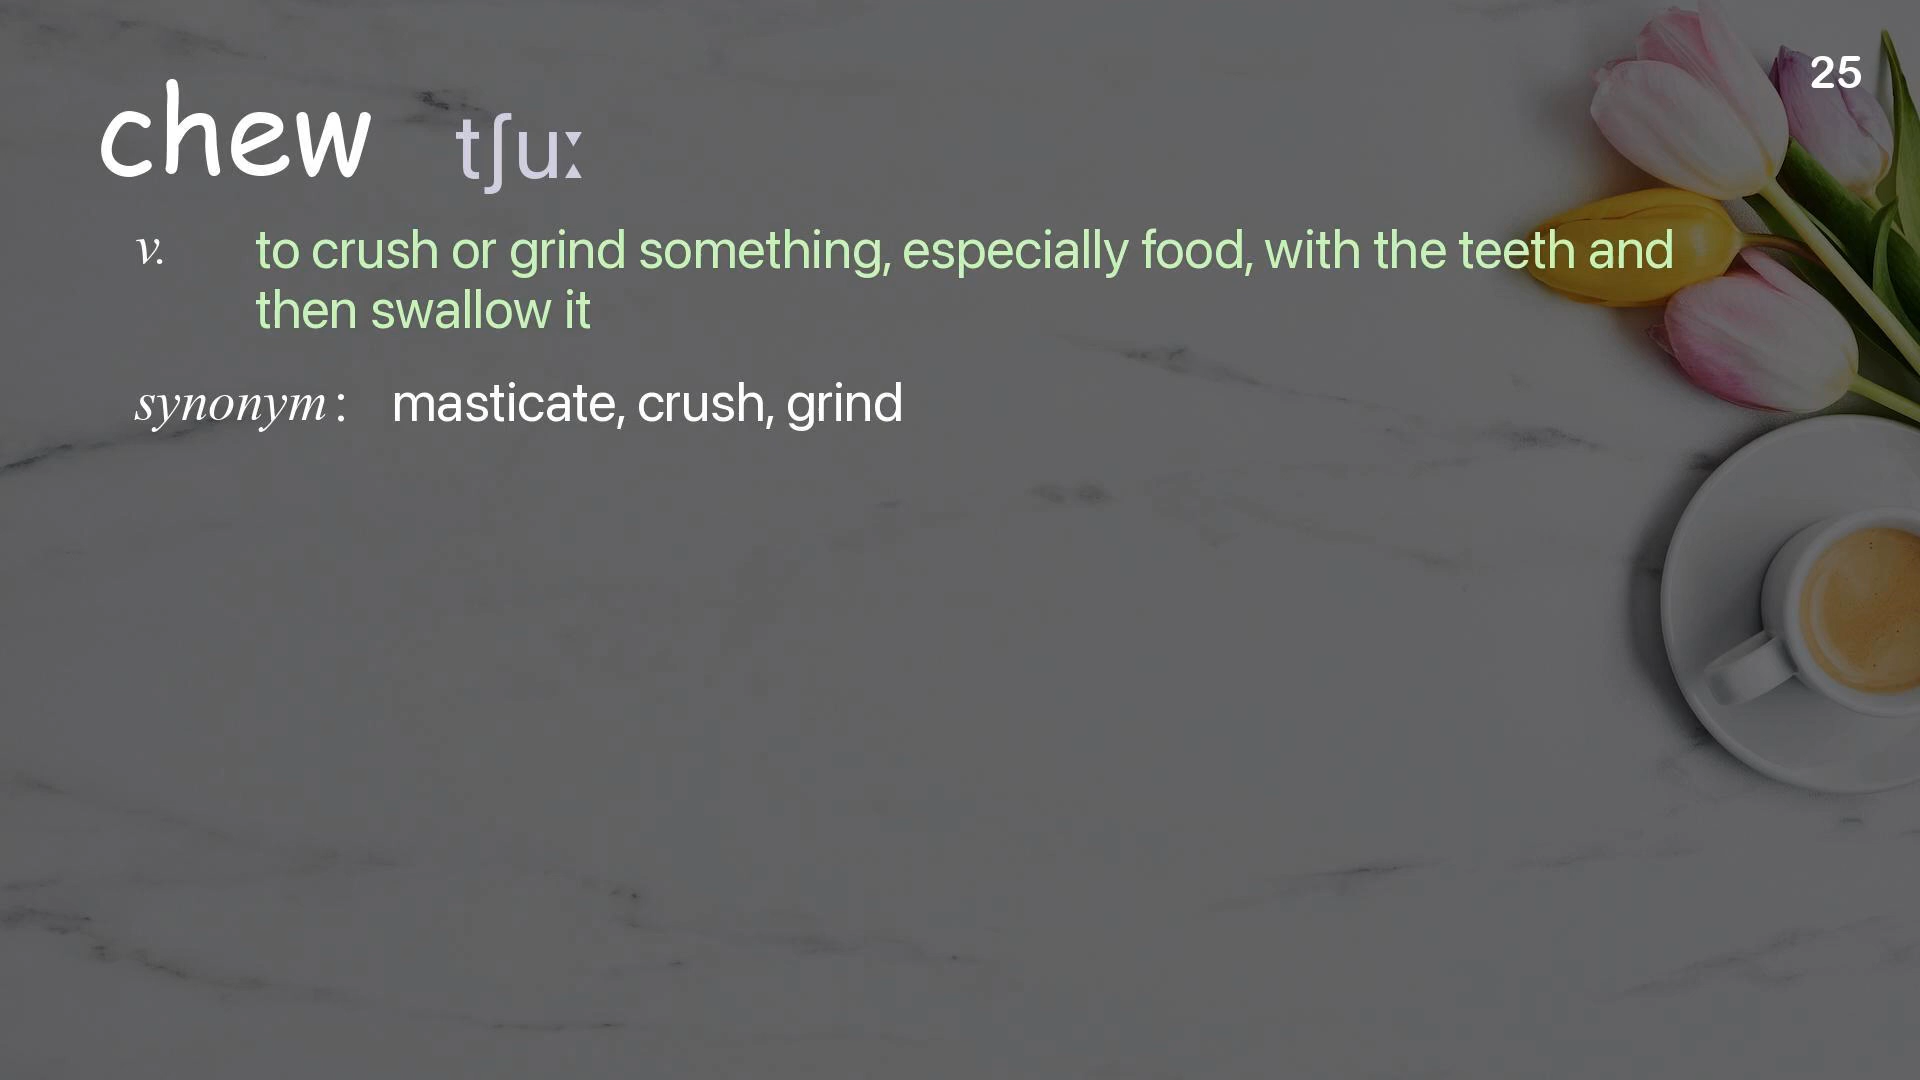 25
chew tʃuː
v. to crush or grind something, especially food, with the teeth and
then swallow it
synonym: masticate, crush, grind